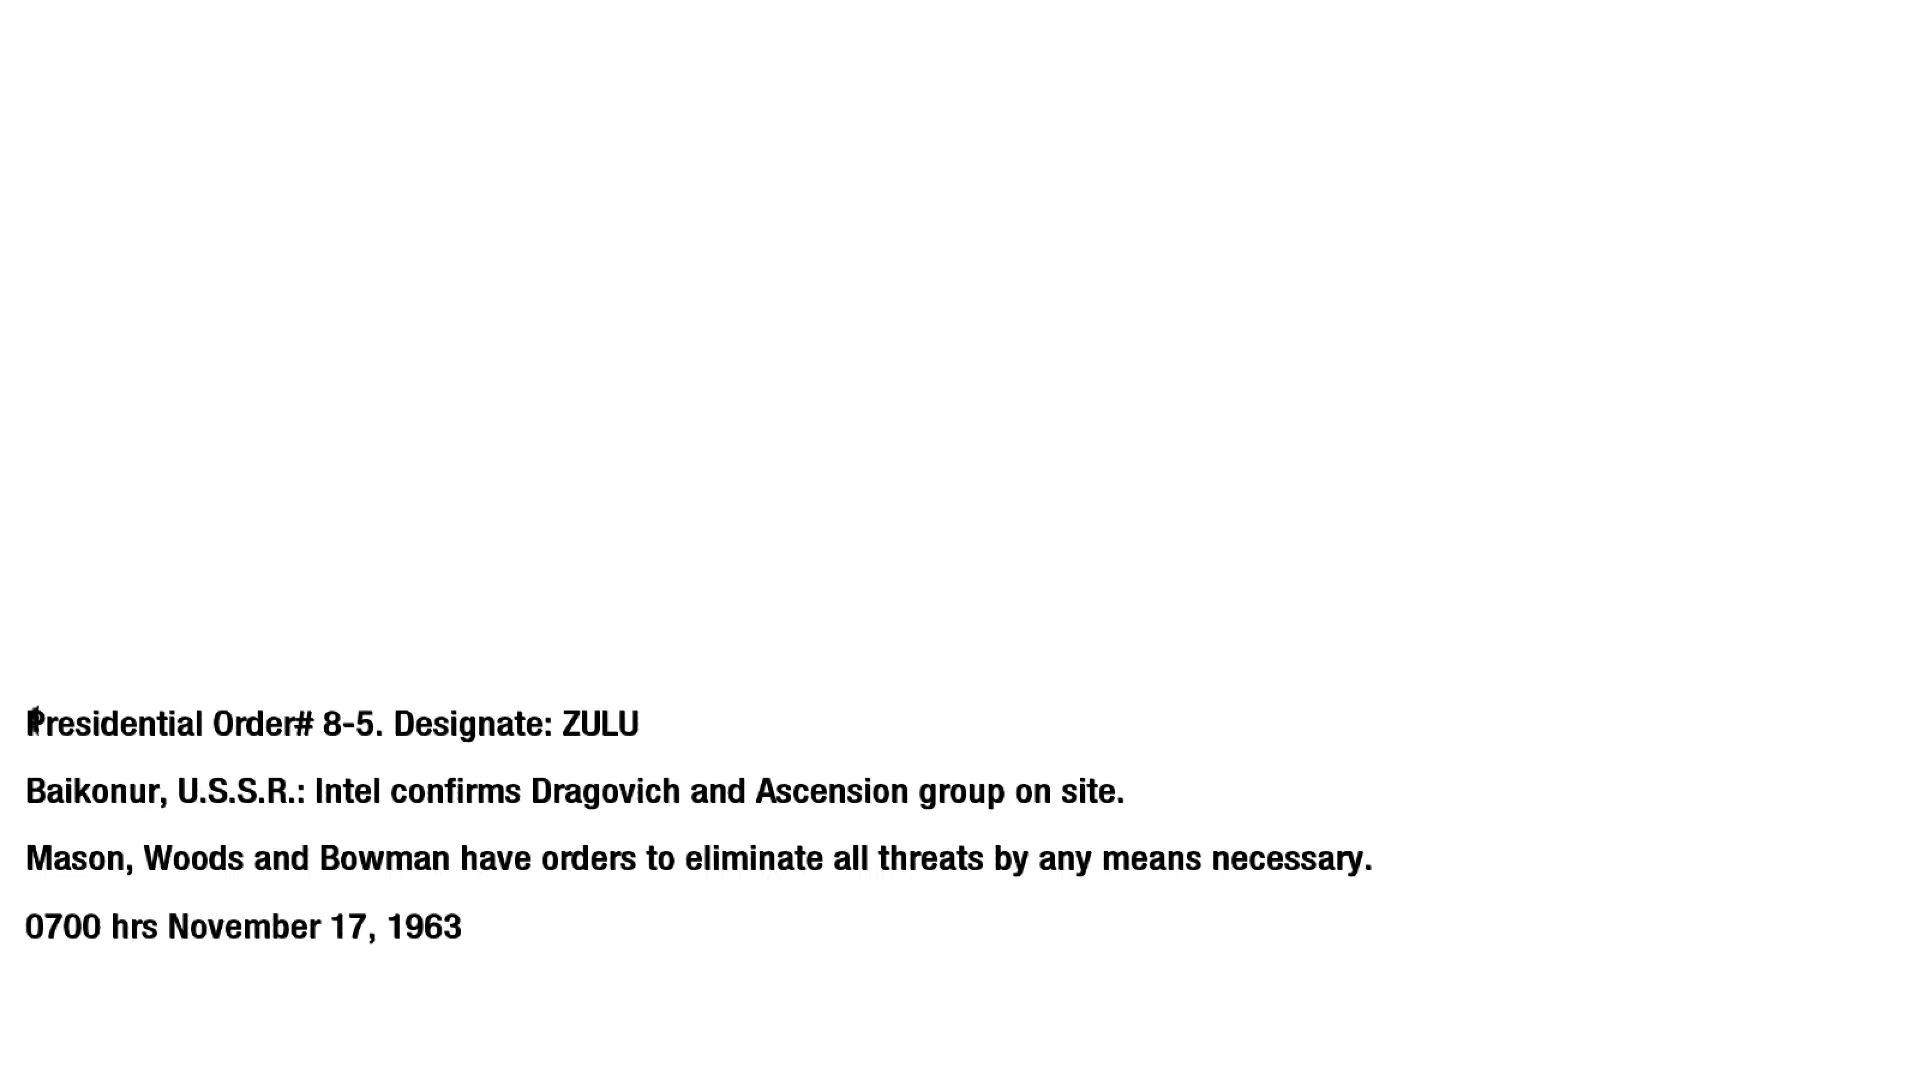 Presidential Order# 8-5. Designate: ZULU
Baikonur, U.S.S.R.: Intel confirms Dragovich and Ascension group on site.
Mason, Woods and Bowman have orders to eliminate all threats by any means necessary.
0700 hrs November 17, 1963